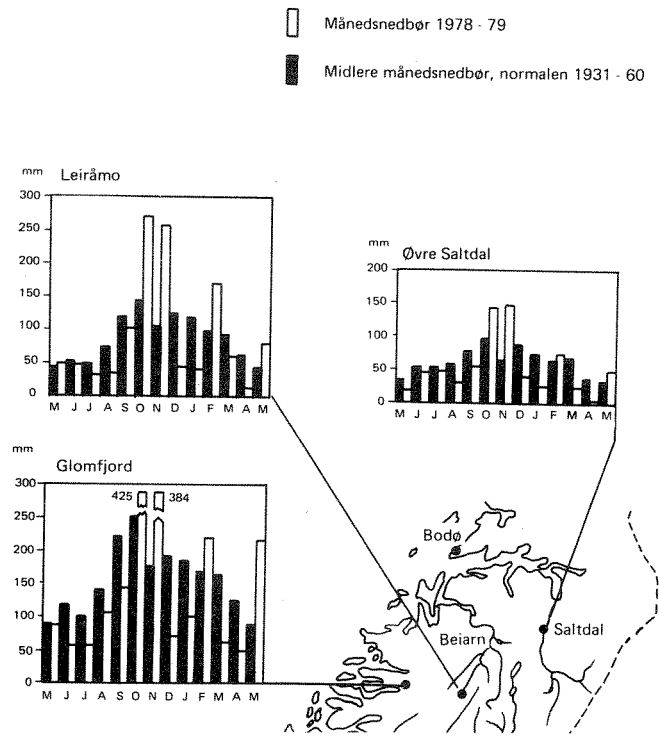 Månedsnedbør 1978 - 79
Midlere månedsnedbør, normalen 1931 - 60
mm Leiråmo
300
250
200
150
100
50
0
M J J A S O N D J F M A M
mm Øvre Saltdal
200
150
100
50
0
M J J A S O N D J F M A M
mm
Glomfjord
300
425 384
250
200
150
100
50
0
M J J A S O N D J F M A M
Bodø
Beiarn
Saltdal